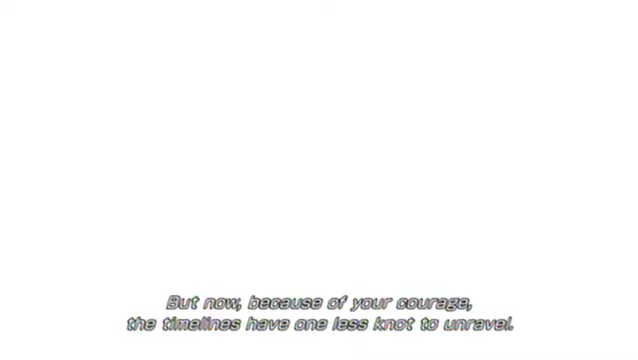 But now, because of your courage,
the timelines have one less knot to unravel.